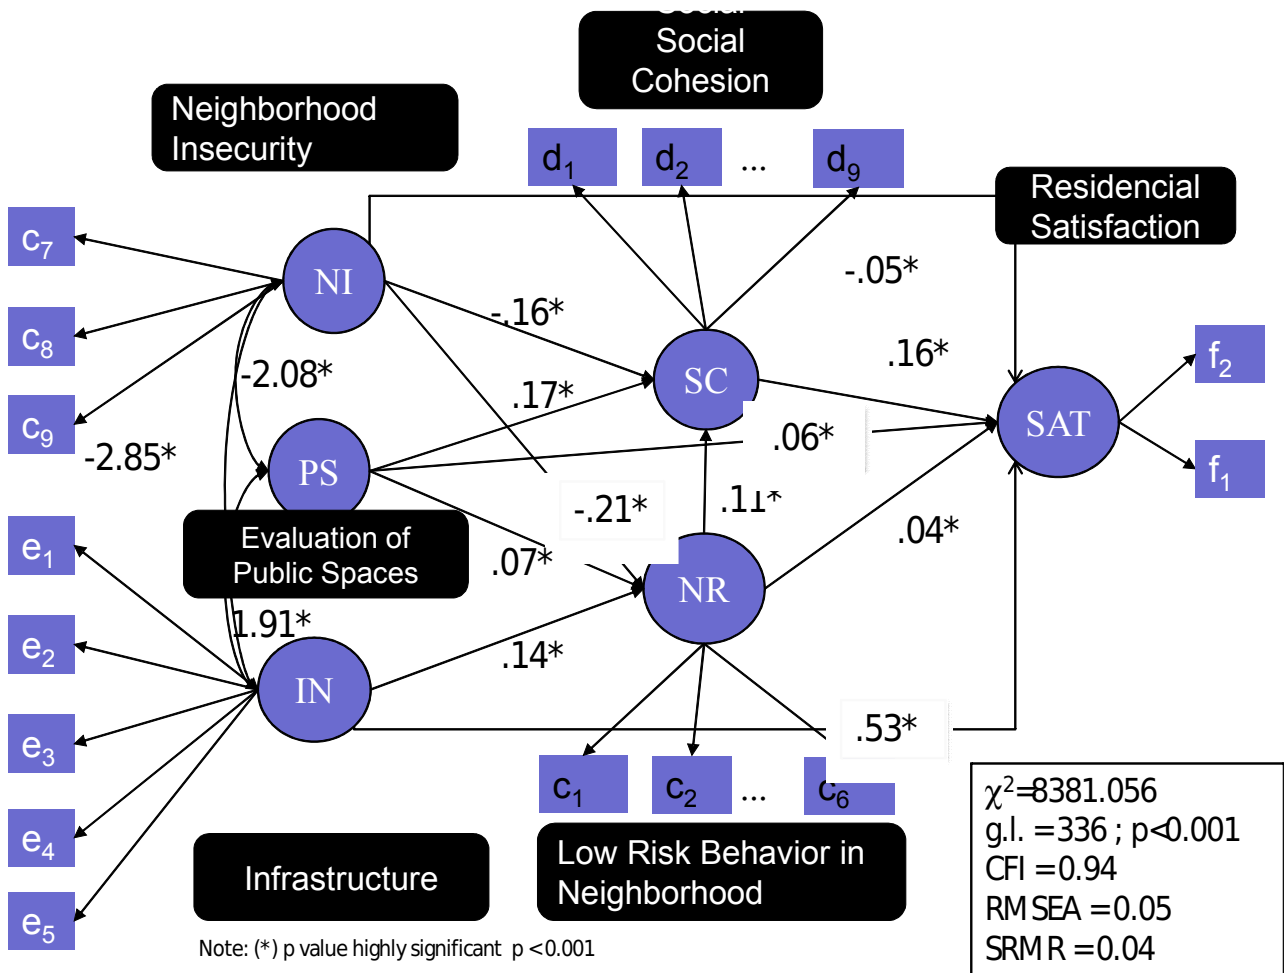 Social
Social
Cohesion
Neighborhood
Insecurity
d1
d2
...
d9
Residencial
Satisfaction
c7
NI
-.05*
c8
-.16*
.16*
f2
-2.08*
SC
c9
.17*
SAT
-2.85*
.06*
PS
f1
-.21*
.11*
e1
Evaluation of
Public Spaces
.07*
.04*
NR
1.91*
e2
.14*
IN
e3
.53*
c1
c2
...
c6
χ²=8381.056
g.l. = 336 ; p<0.001
CFI = 0.94
RMSEA = 0.05
SRMR = 0.04
e4
Infrastructure
Low Risk Behavior in
Neighborhood
e5
Note: (*) p value highly significant p < 0.001